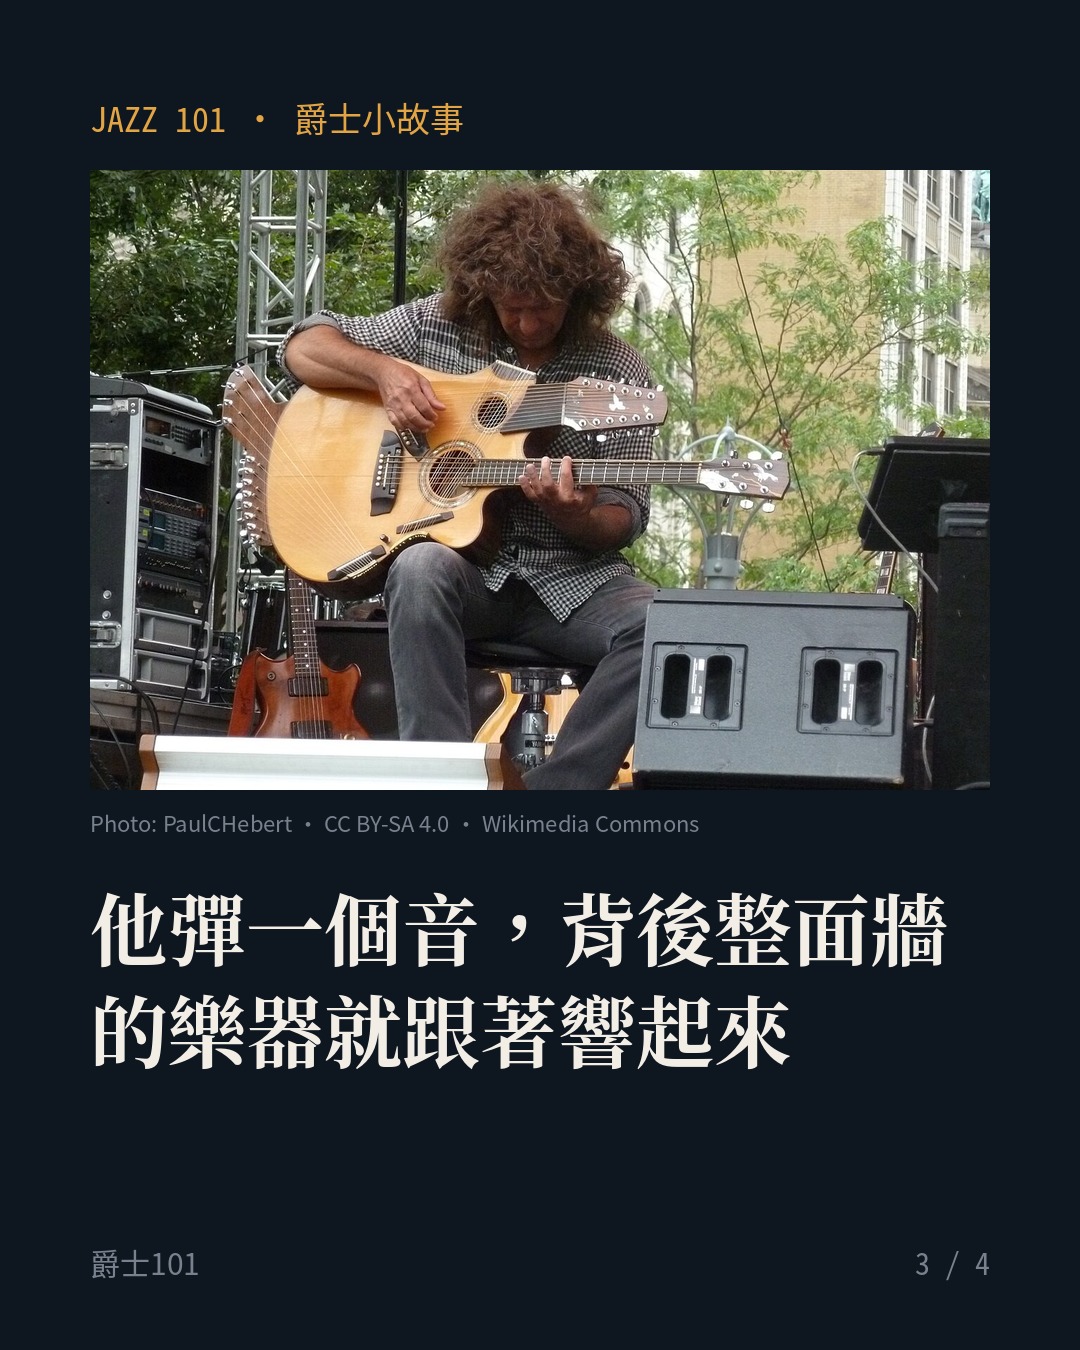 JAZZ 101 · 爵士小故事
Photo: PaulCHebert · CC BY-SA 4.0 · Wikimedia Commons
他彈一個音，背後整面牆
的樂器就跟著響起來
爵士101
3 / 4